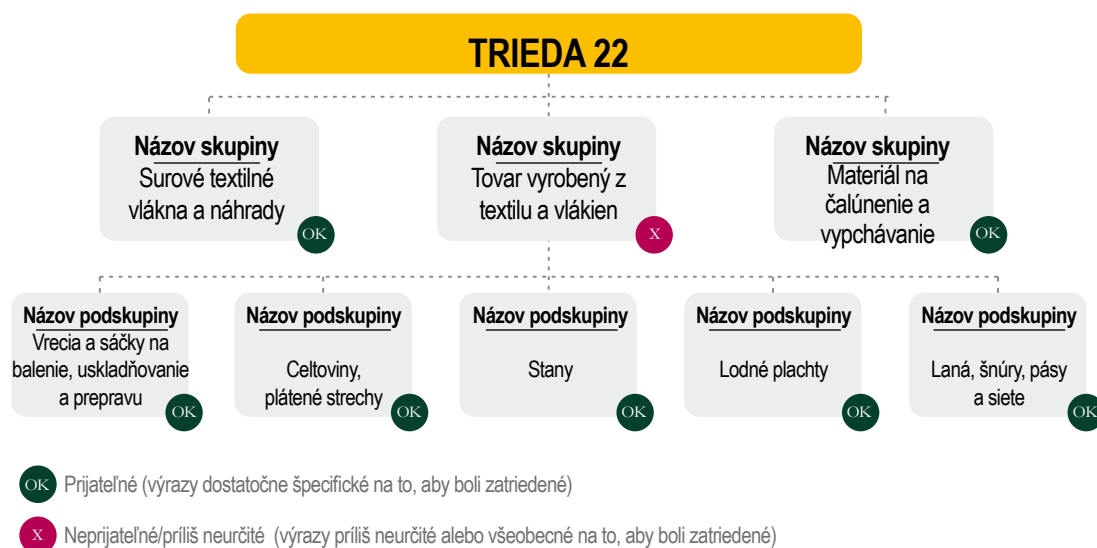 TRIEDA 22
Názov skupiny
Surové textilné
vlákna a náhrady
OK
Názov skupiny
Tovar vyrobený z
textilu a vlákien
X
Názov skupiny
Materiál na
čalúnenie a
vypchávanie
OK
Názov podskupiny
Vrecia a sáčky na
balenie, uskladňovanie
a prepravu
OK
Názov podskupiny
Celtoviny,
plátené strechy
OK
Názov podskupiny
Stany
OK
Názov podskupiny
Lodné plachty
OK
Názov podskupiny
Laná, šnúry, pásy
a siete
OK
OK Prijateľné (výrazy dostatočne špecifické na to, aby boli zatriedené)
X Neprijateľné/príliš neurčité (výrazy príliš neurčité alebo všeobecné na to, aby boli zatriedené)